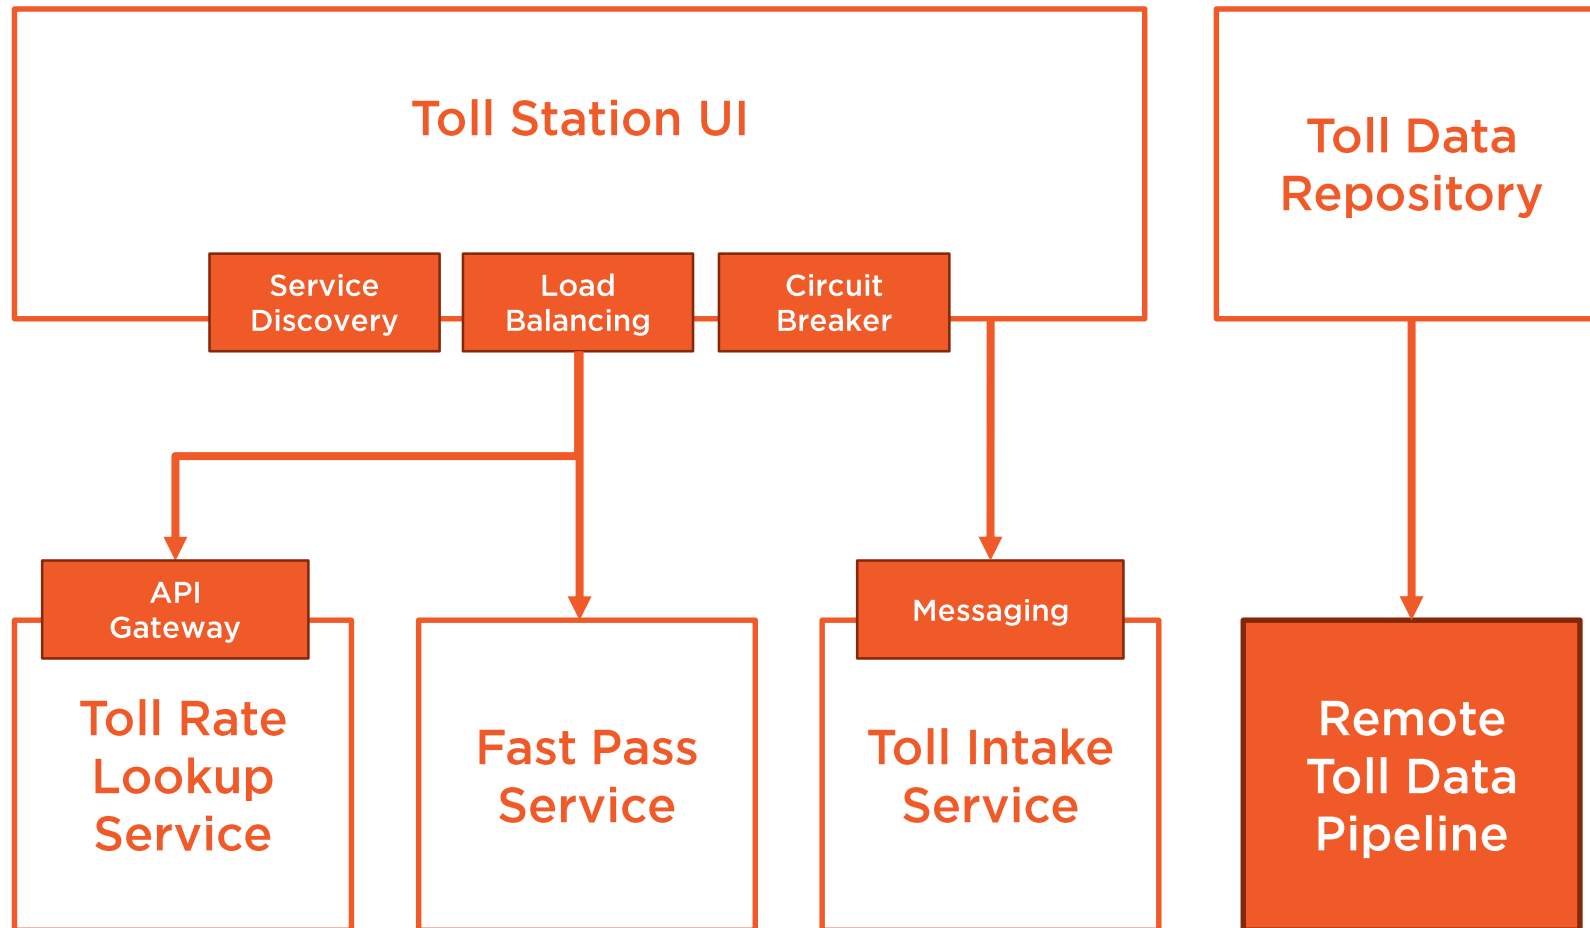 Toll Station UI
Toll Data
Repository
Service
Discovery
Load
Balancing
Circuit
Breaker
API
Gateway
Messaging
Toll Rate
Lookup
Service
Fast Pass
Service
Toll Intake
Service
Remote
Toll Data
Pipeline